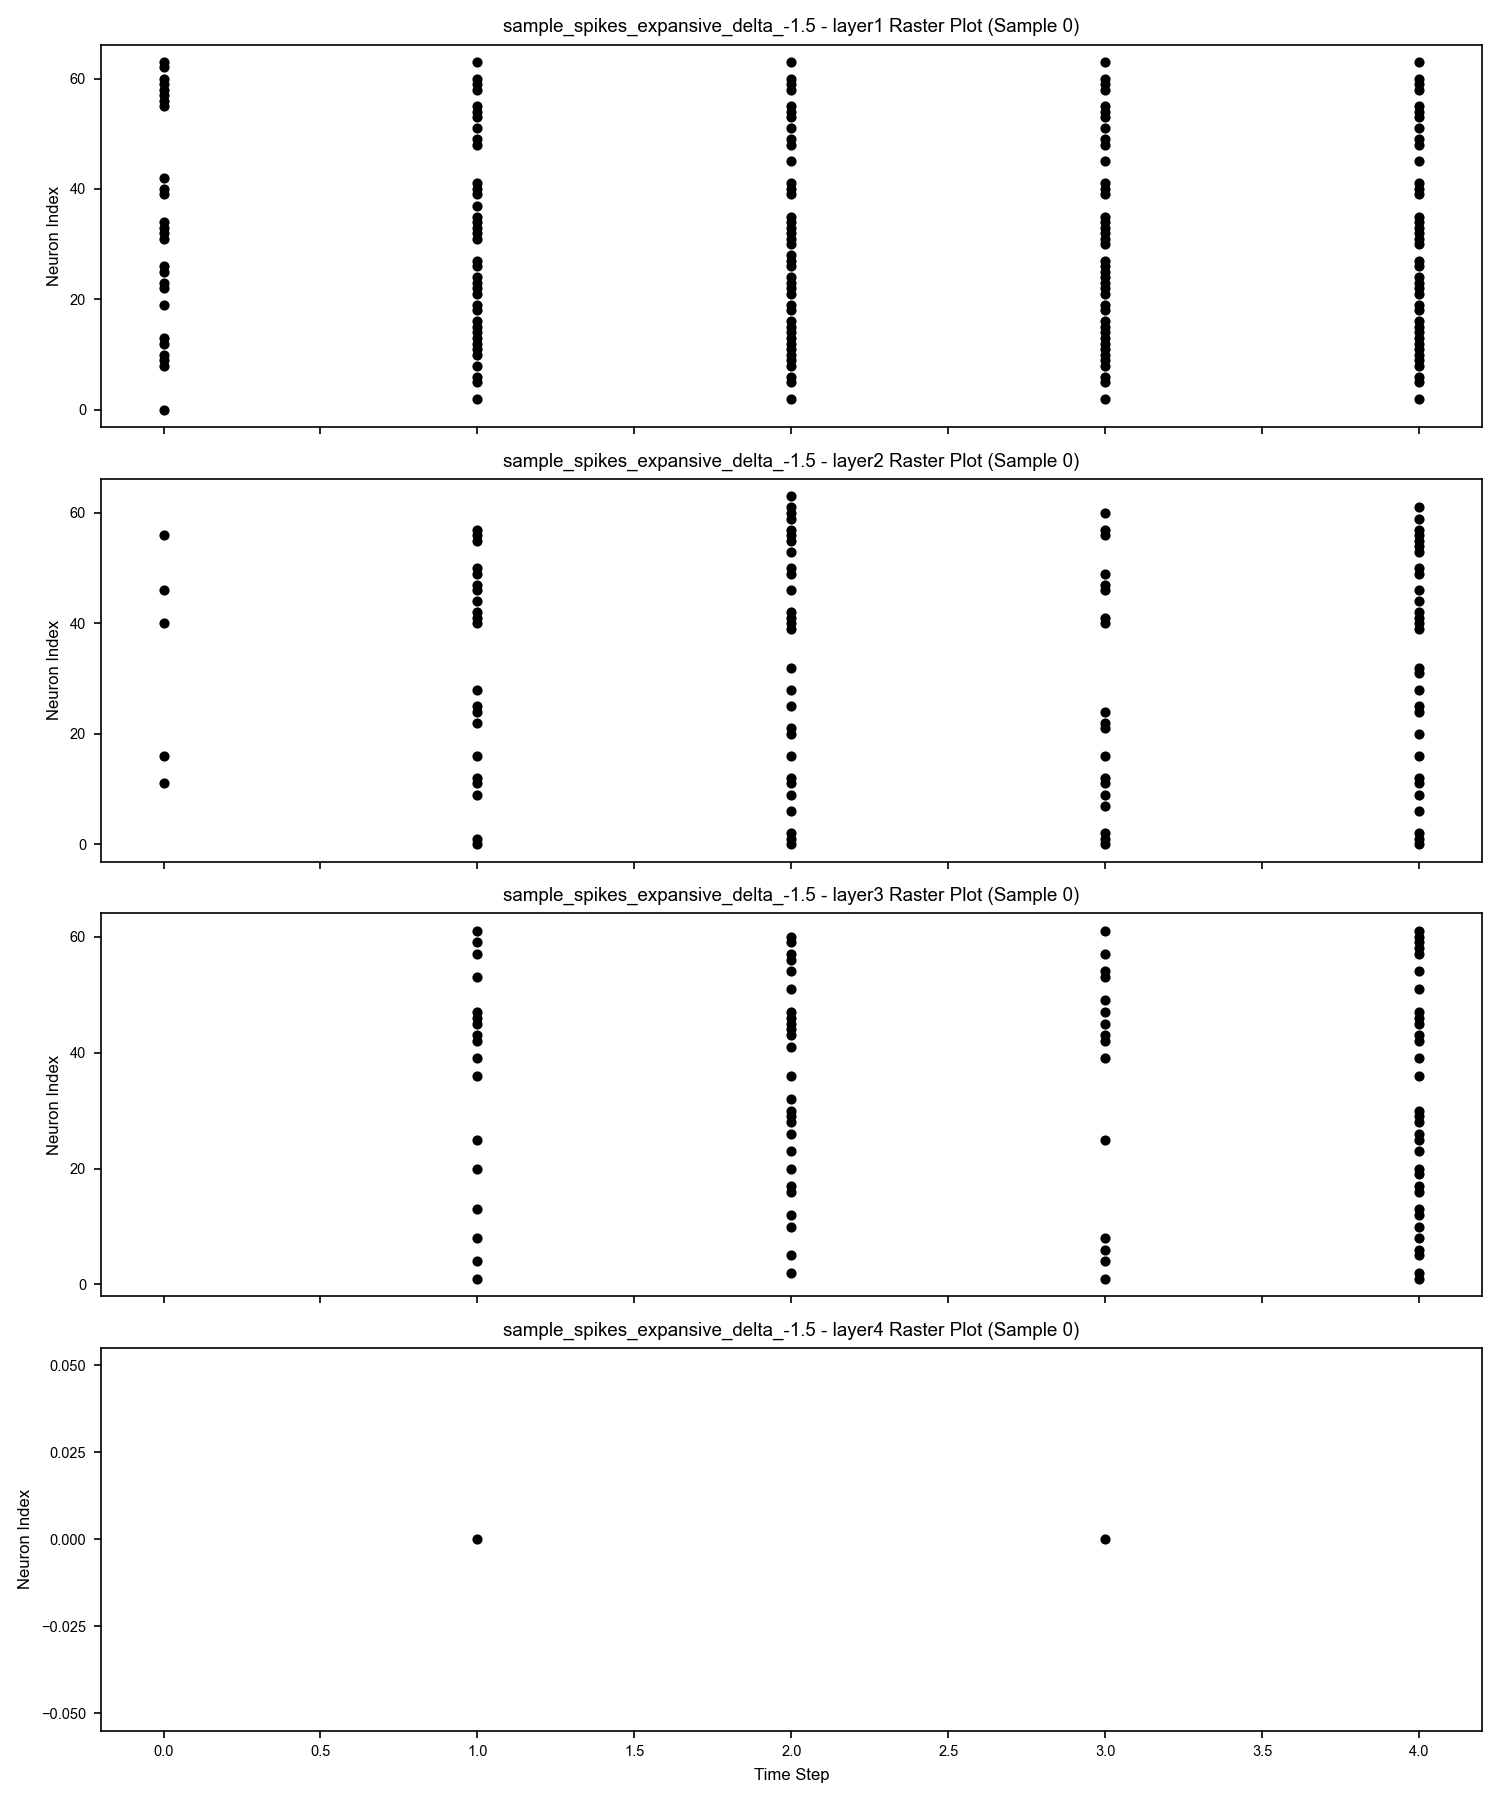 sample_spikes_expansive_delta_-1.5 - layer1 Raster Plot (Sample 0)
60
40
20
0
Neuron Index
sample_spikes_expansive_delta_-1.5 - layer2 Raster Plot (Sample 0)
60
40
20
0
Neuron Index
sample_spikes_expansive_delta_-1.5 - layer3 Raster Plot (Sample 0)
60
40
20
0
Neuron Index
sample_spikes_expansive_delta_-1.5 - layer4 Raster Plot (Sample 0)
0.050
0.025
0.000
−0.025
−0.050
Neuron Index
0.0 0.5 1.0 1.5 2.0 2.5 3.0 3.5 4.0
Time Step